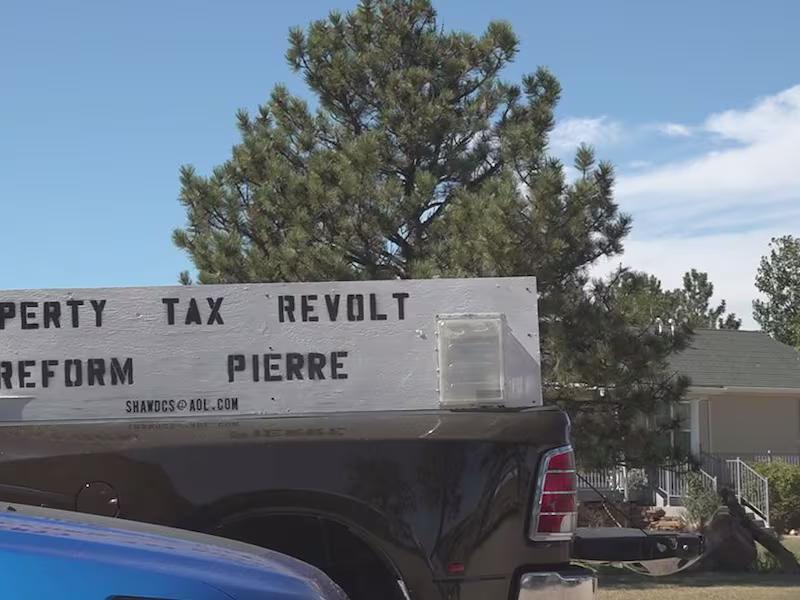 PERTY TAX REVOLT
REFORM PIERRE
SHAWDCS@AOL.COM